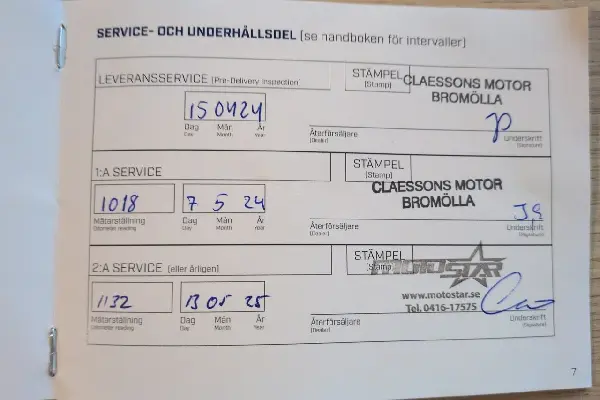 SERVICE- OCH UNDERHÅLLSDEL (se handboken för intervaller)
LEVERANSSERVICE (Pre-Delivery Inspection)
STÄMPEL
(Stamp)
CLAESSONS MOTOR
BROMÖLLA
15 04 24
Dag Mån År
Day Month Year
Återförsäljare
(Dealer)
Underskrift
(Signature)
1:A SERVICE
STÄMPEL
(Stamp)
CLAESSONS MOTOR
BROMÖLLA
1018
7 5 24
JS
Mätarställning
Odometer reading
Dag Mån År
Day Month Year
Återförsäljare
(Dealer)
Underskrift
(Signature)
2:A SERVICE (eller årligen)
STÄMPEL
(Stamp)
MOTOSTAR
www.motostar.se
Tel. 0416-17575
1132
13 05 25
Mätarställning
Odometer reading
Dag Mån År
Day Month Year
Återförsäljare
(Dealer)
Underskrift
(Signature)
7